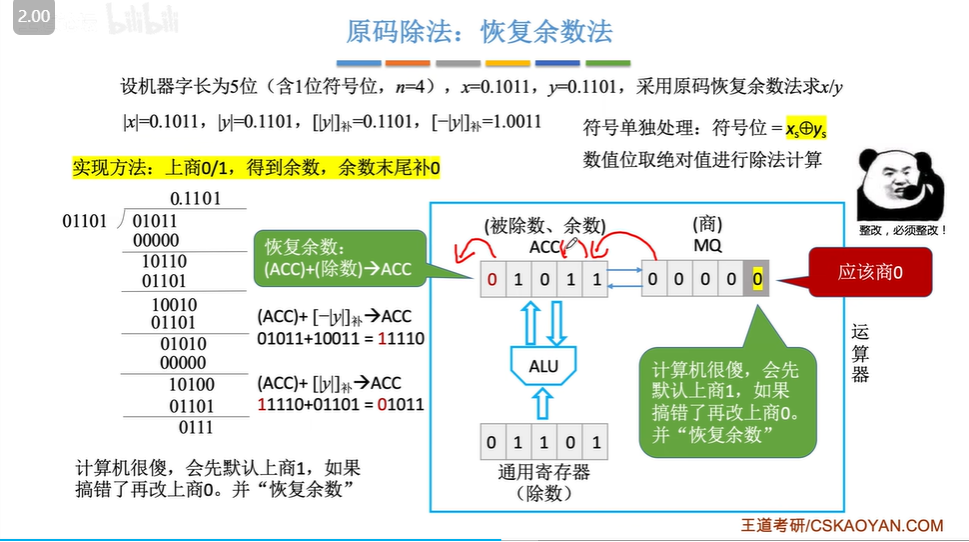 2.00
bilibili
原码除法：恢复余数法
设机器字长为5位（含1位符号位，n=4），x=0.1011，y=0.1101，采用原码恢复余数法求x/y
|x|=0.1011，|y|=0.1101，[|y|]补=0.1101，[−|y|]补=1.0011
符号单独处理：符号位 = xs⊕ys
数值位取绝对值进行除法计算
实现方法：上商0/1，得到余数，余数末尾补0
整改，必须整改！
0.1101
01101
01011
00000
10110
01101
10010
01101
01010
00000
10100
01101
0111
恢复余数：
(ACC)+(除数)→ACC
(ACC)+ [−|y|]补→ACC
01011+10011 = 11110
(ACC)+ [|y|]补→ACC
11110+01101 = 01011
计算机很傻，会先默认上商1，如果
搞错了再改上商0。并“恢复余数”
(被除数、余数)
ACC
0 1 0 1 1
(商)
MQ
0 0 0 0 0
应该商0
ALU
0 1 1 0 1
通用寄存器
（除数）
计算机很傻，会先
默认上商1，如果
搞错了再改上商0。
并“恢复余数”
运
算
器
王道考研/CSKAOYAN.COM